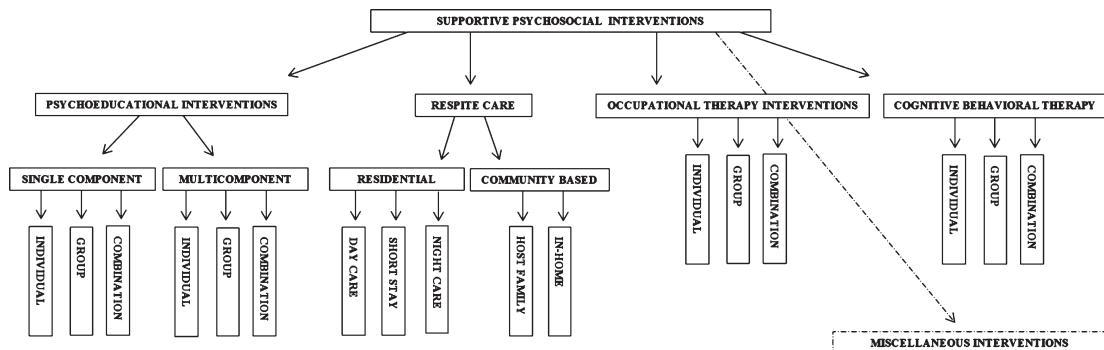 SUPPORTIVE PSYCHOSOCIAL INTERVENTIONS
PSYCHOEDUCATIONAL INTERVENTIONS
RESPITE CARE
OCCUPATIONAL THERAPY INTERVENTIONS
COGNITIVE BEHAVIORAL THERAPY
SINGLE COMPONENT
MULTICOMPONENT
RESIDENTIAL
COMMUNITY BASED
INDIVIDUAL
GROUP
COMBINATION
INDIVIDUAL
GROUP
COMBINATION
DAY CARE
SHORT STAY
NIGHT CARE
HOST FAMILY
IN-HOME
INDIVIDUAL
GROUP
COMBINATION
INDIVIDUAL
GROUP
COMBINATION
MISCELLANEOUS INTERVENTIONS